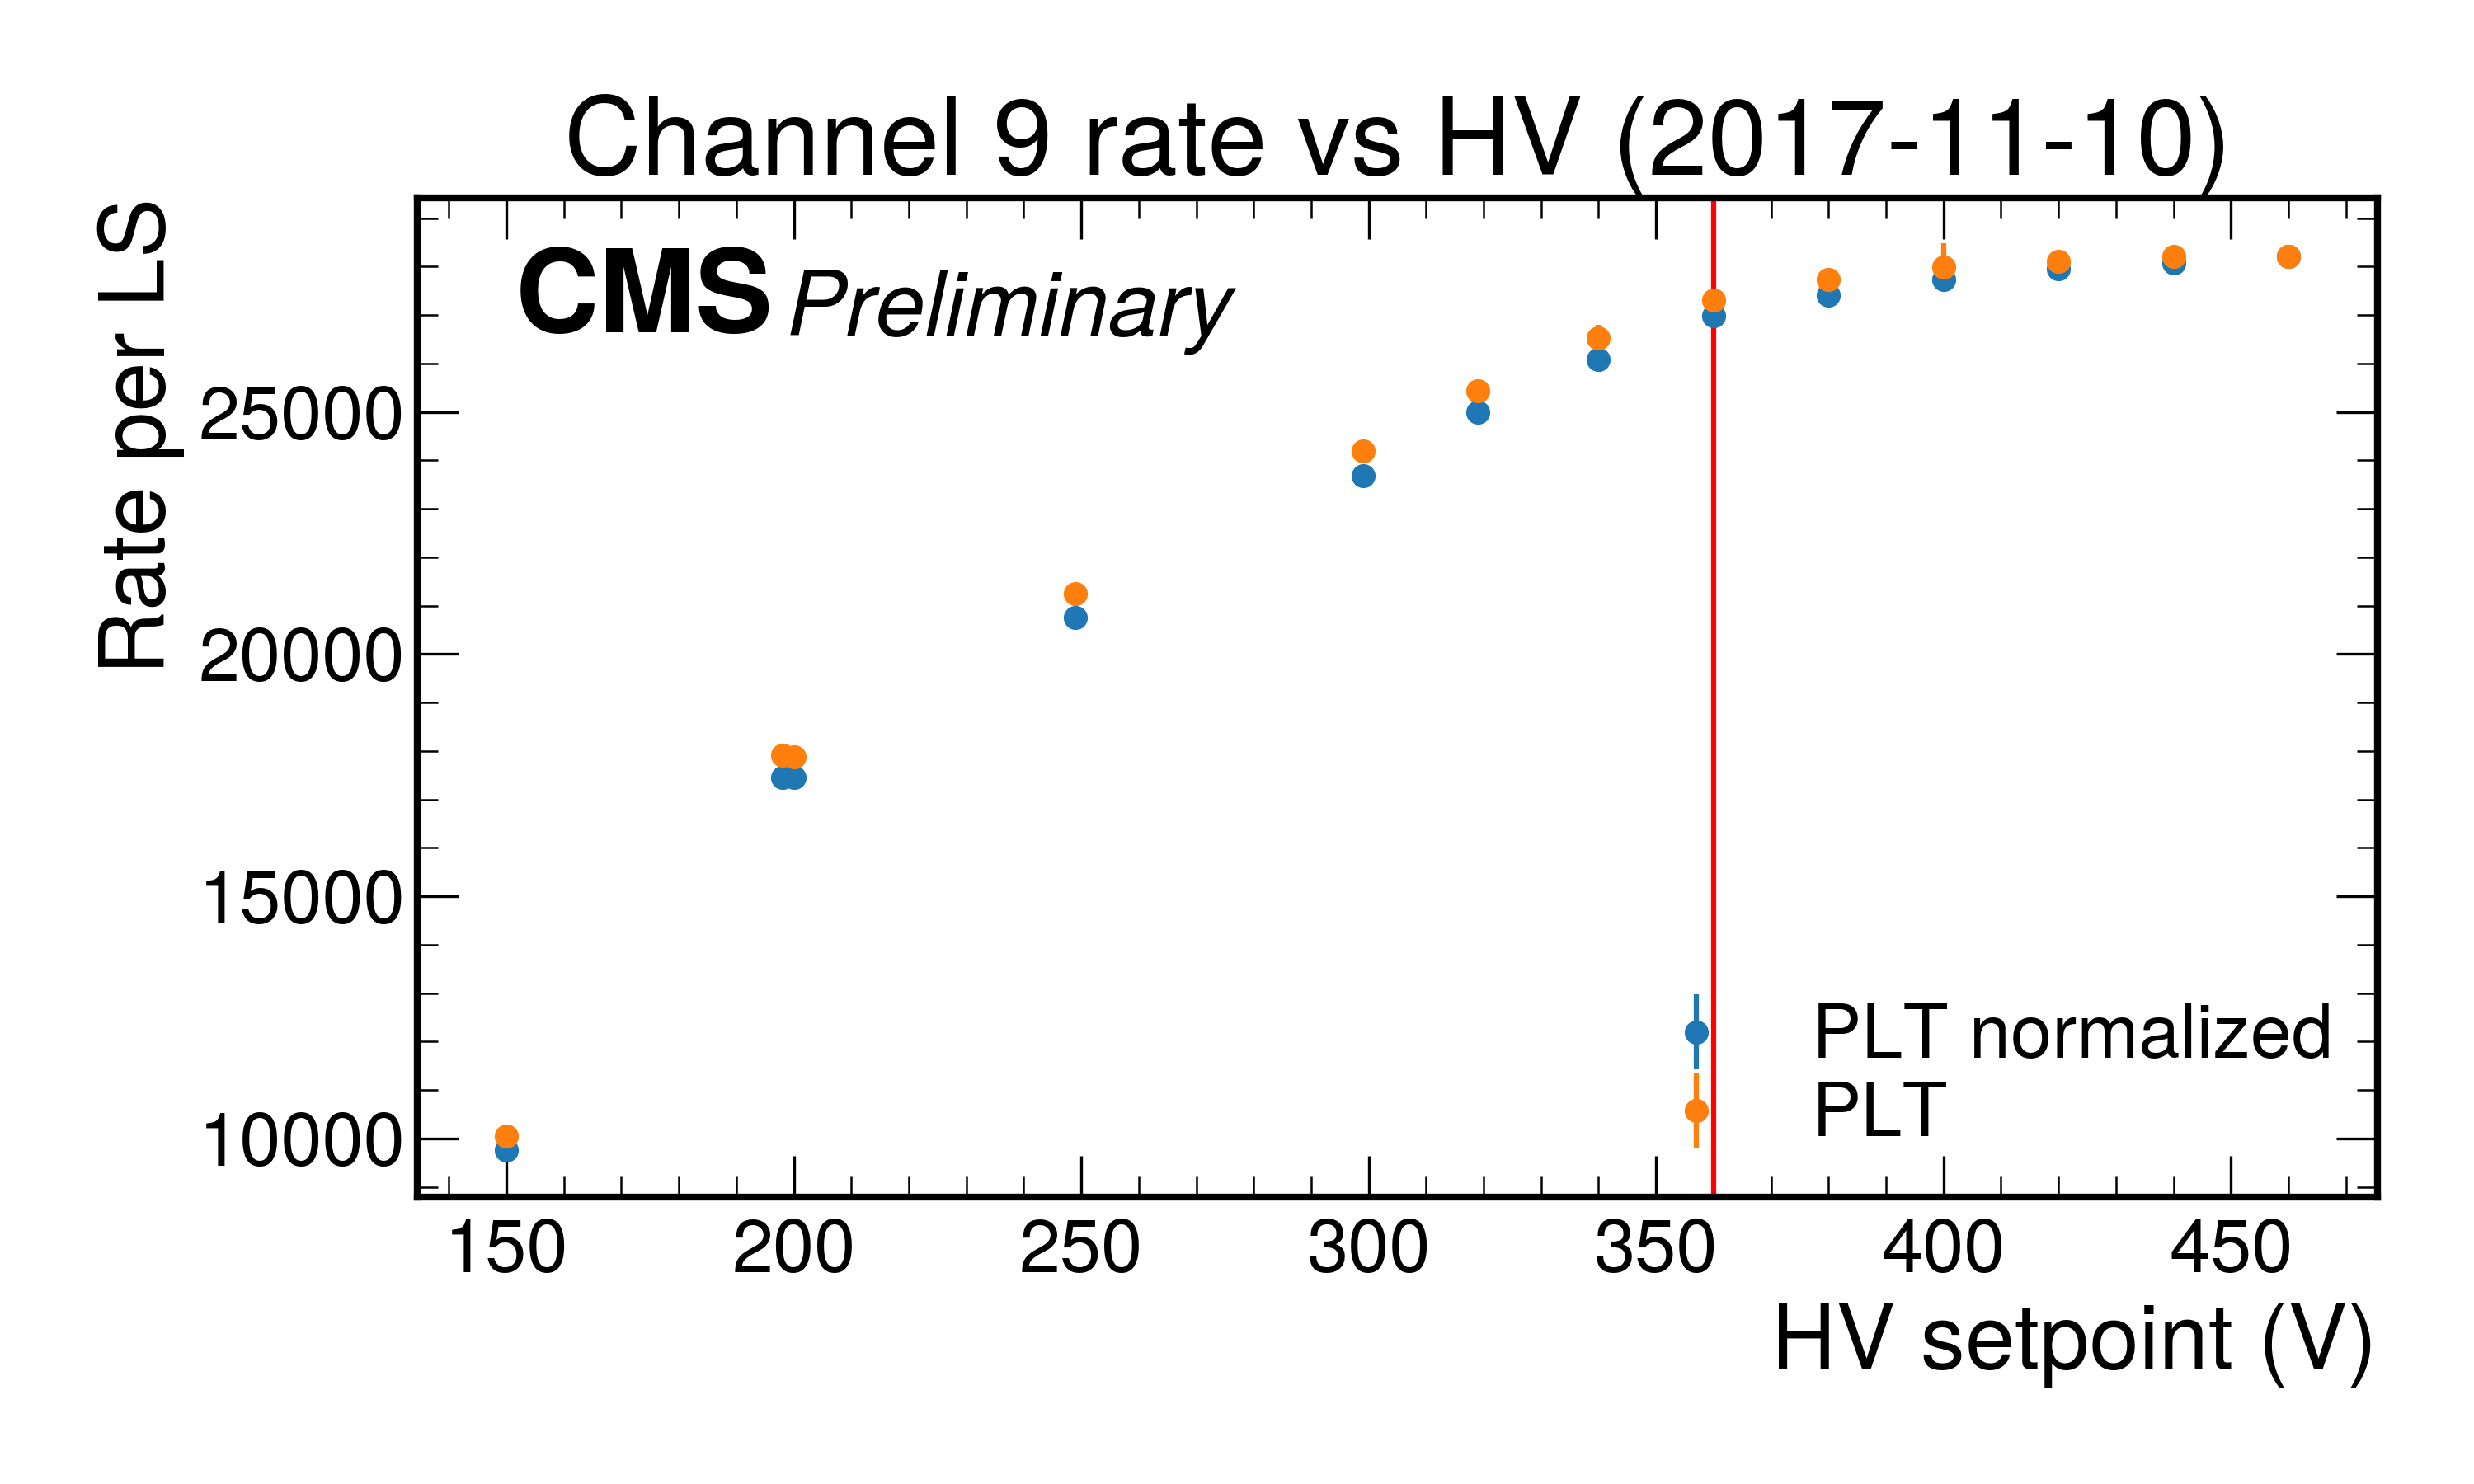 Channel 9 rate vs HV (2017-11-10)
CMS Preliminary
Rate per LS
25000
20000
15000
10000
PLT normalized
PLT
150 200 250 300 350 400 450
HV setpoint (V)